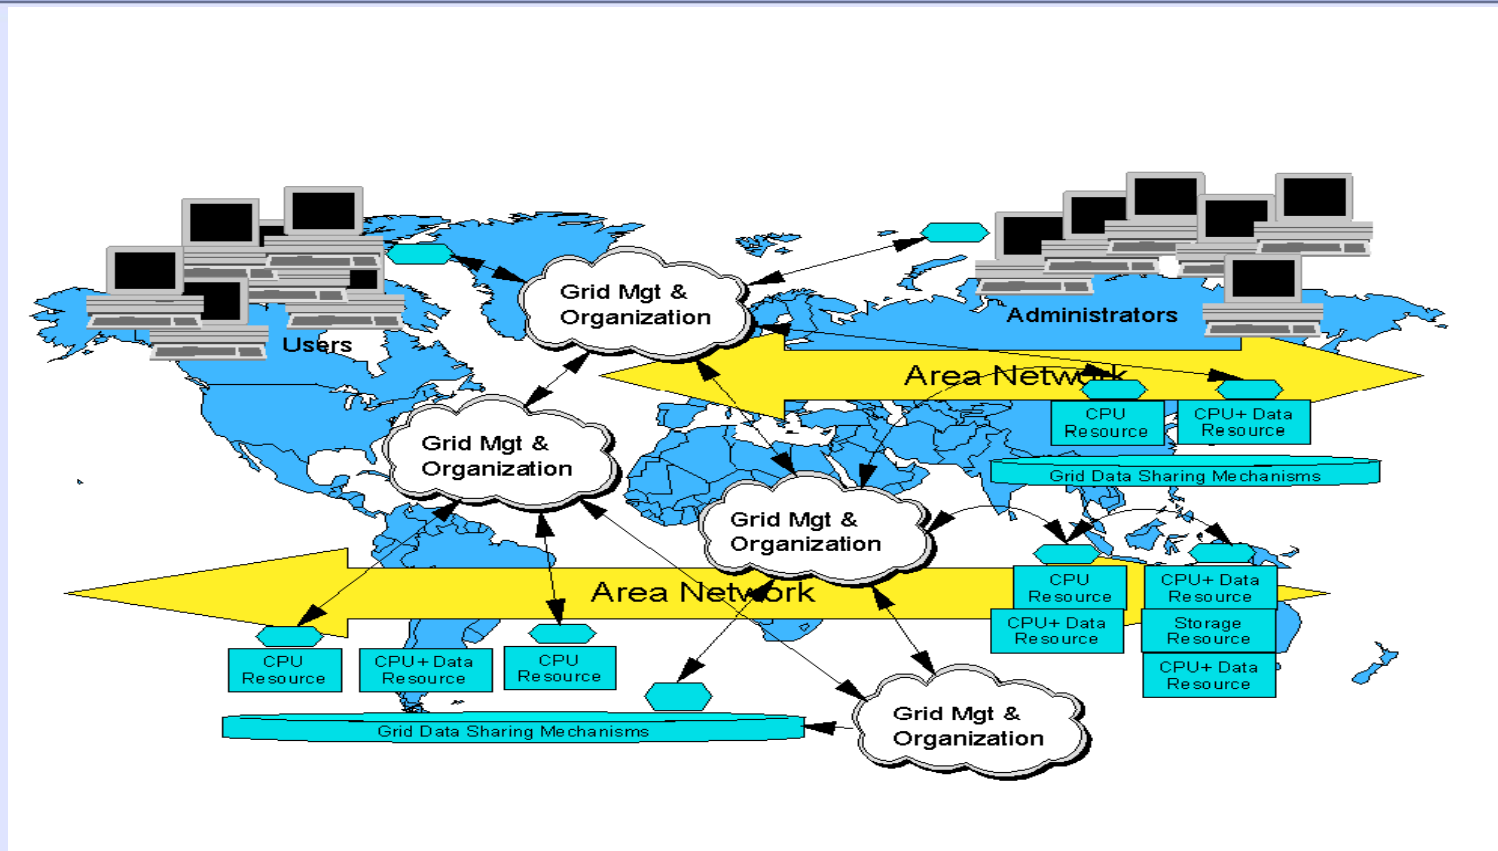 Grid Mgt &
Organization
Administrators
Users
Area Network
CPU
Resource
CPU+ Data
Resource
Grid Mgt &
Organization
Grid Data Sharing Mechanisms
Grid Mgt &
Organization
Area Network
CPU
Resource
CPU+ Data
Resource
CPU+ Data
Resource
Storage
Resource
CPU+ Data
Resource
CPU
Resource
CPU+ Data
Resource
CPU
Resource
Grid Mgt &
Organization
Grid Data Sharing Mechanisms